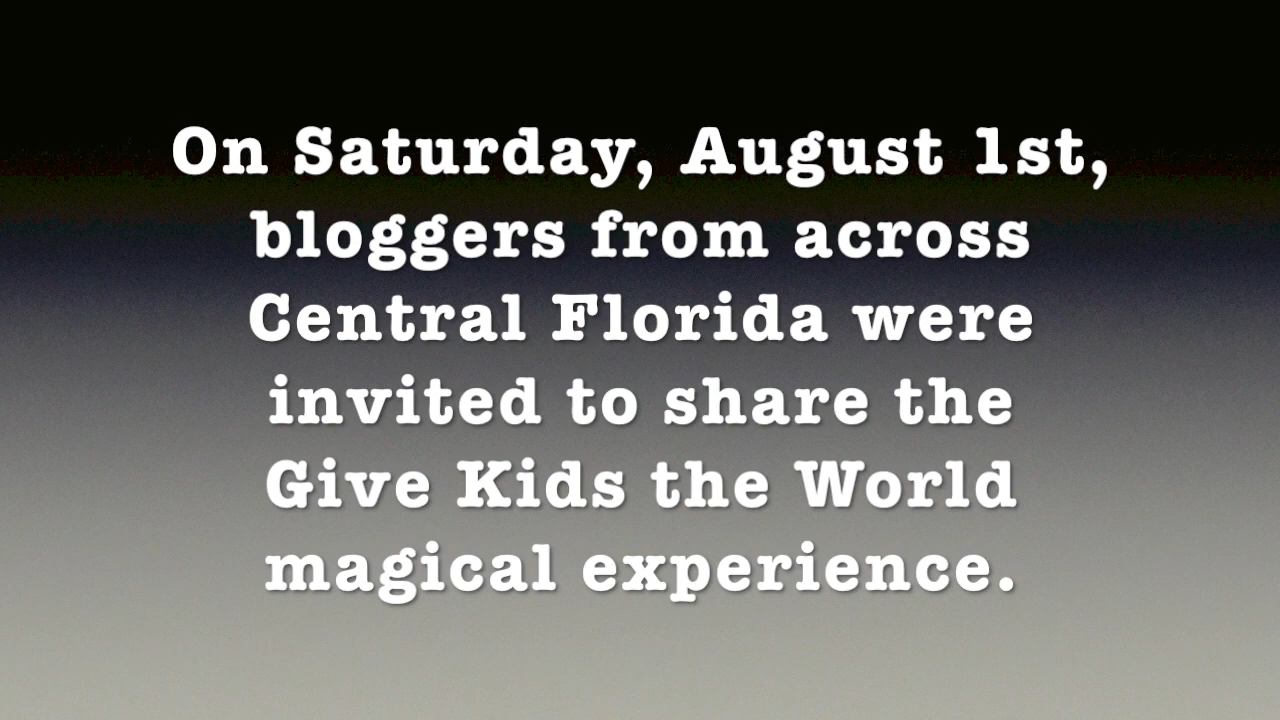 On Saturday, August 1st,
bloggers from across
Central Florida were
invited to share the
Give Kids the World
magical experience.